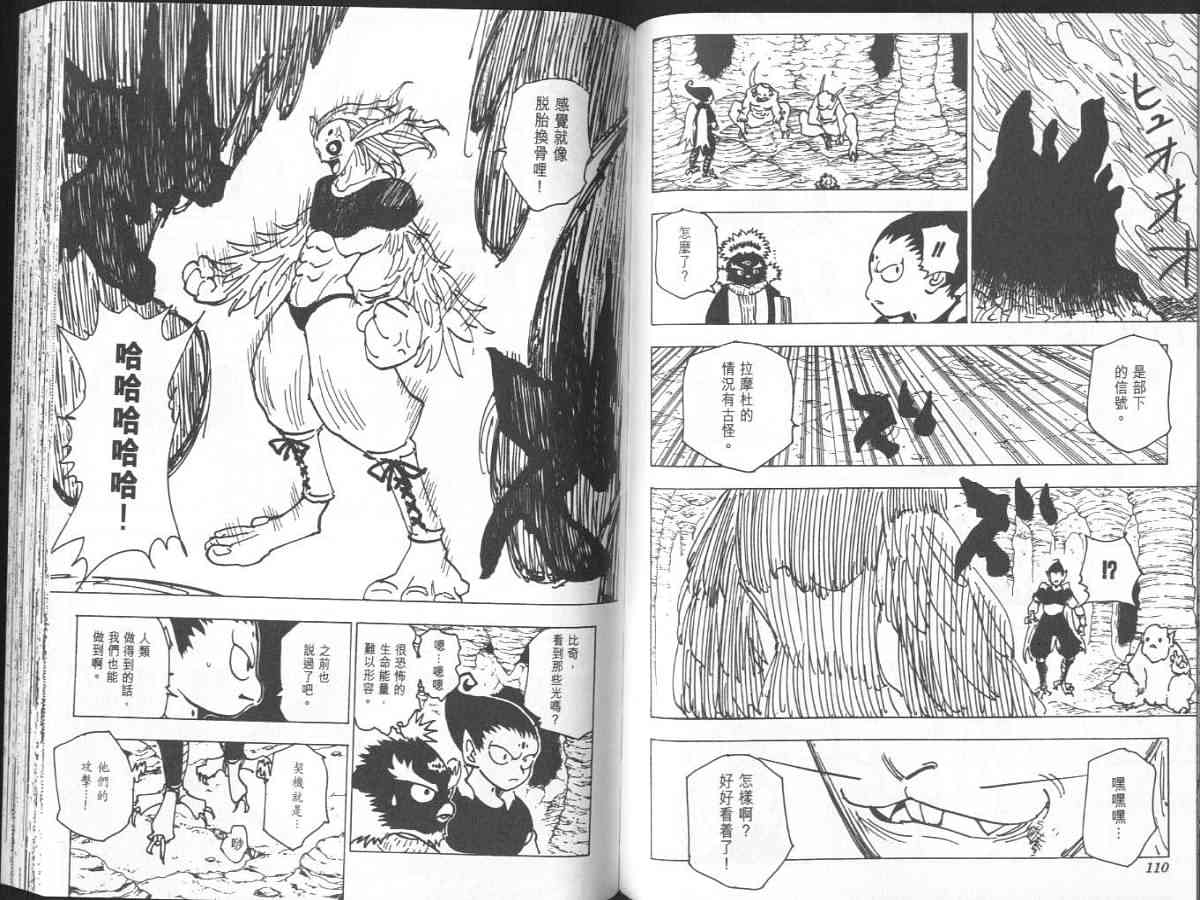 ヒュオオオオ
〃
怎麼了？
是部下
的信號。
拉摩杜的
情況有古怪。
!?
嘿嘿嘿…
怎樣啊？
好好看着了！
110
感覺就像
脱胎換骨哩！
哈哈哈哈哈！
比奇，
看到那些光嗎？
嗯…嗯嗯
很恐怖的
生命能量，
難以形容。
之前也
説過了吧。
人類
做得到的話，
我們也能
做到啊。
契機就是…
他們的
攻擊…！